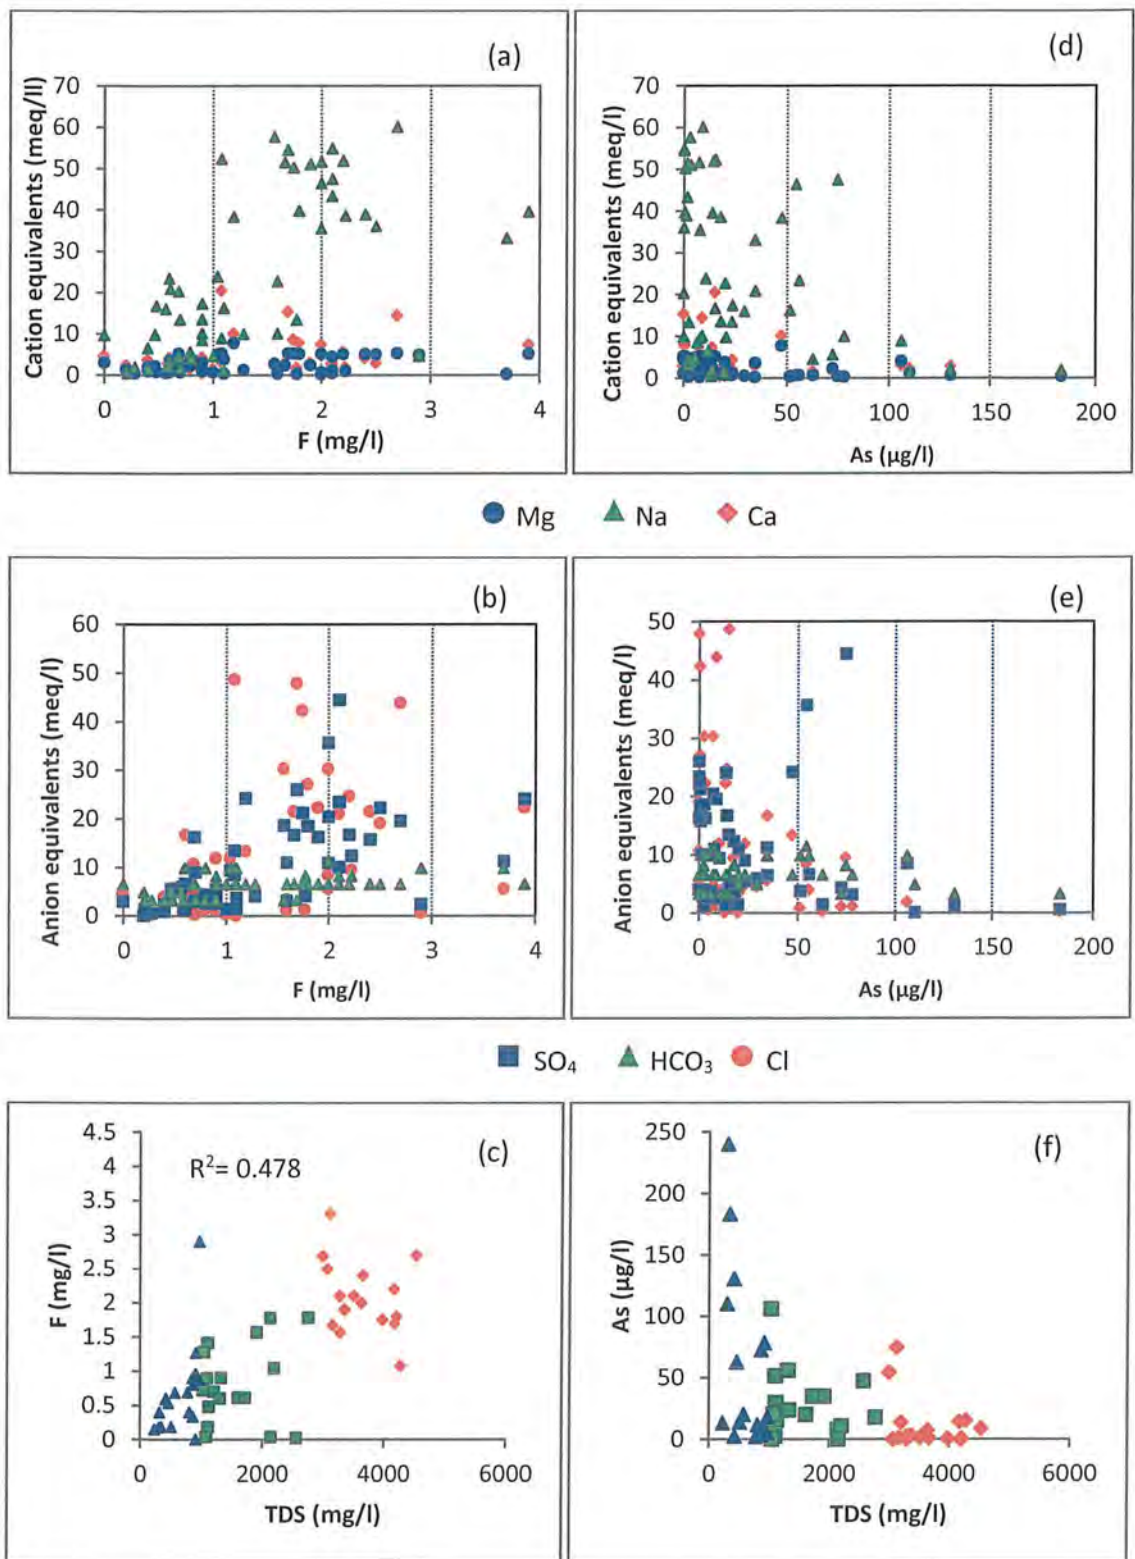 (a)
Cation equivalents (meq/ll)
70
60
50
40
30
20
10
0
0 1 2 3 4
F (mg/l)
(d)
Cation equivalents (meq/l)
70
60
50
40
30
20
10
0
0 50 100 150 200
As (µg/l)
Mg Na Ca
(b)
Anion equivalents (meq/l)
60
50
40
30
20
10
0
0 1 2 3 4
F (mg/l)
(e)
Anion equivalents (meq/l)
50
40
30
20
10
0
0 50 100 150 200
As (µg/l)
SO₄ HCO₃ Cl
(c)
R²= 0.478
F (mg/l)
4.5
4
3.5
3
2.5
2
1.5
1
0.5
0
0 2000 4000 6000
TDS (mg/l)
(f)
As (µg/l)
250
200
150
100
50
0
0 2000 4000 6000
TDS (mg/l)